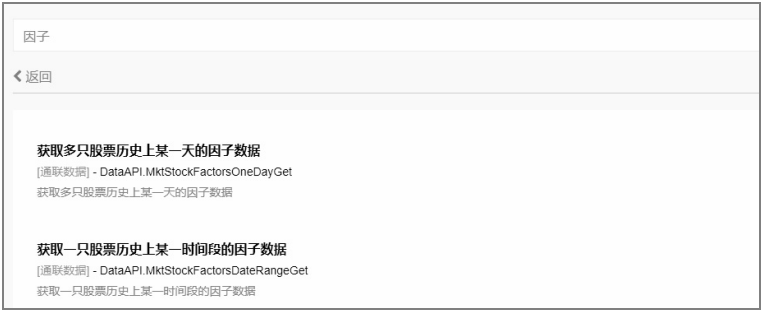 因子
返回
获取多只股票历史上某一天的因子数据
[通联数据] - DataAPI.MktStockFactorsOneDayGet
获取多只股票历史上某一天的因子数据
获取一只股票历史上某一时间段的因子数据
[通联数据] - DataAPI.MktStockFactorsDateRangeGet
获取一只股票历史上某一时间段的因子数据